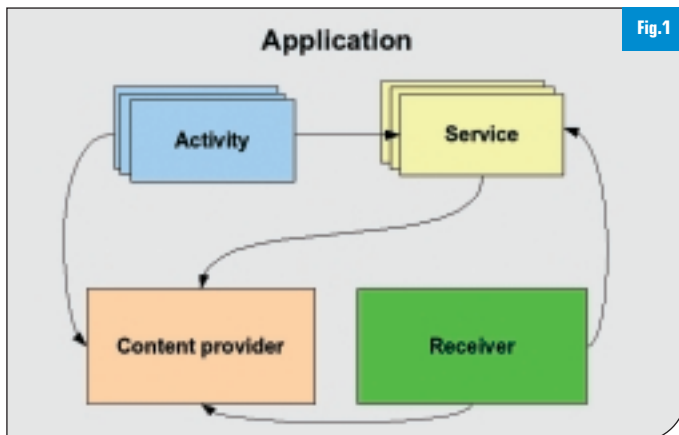 Fig.1
Application
Activity
Service
Content provider
Receiver